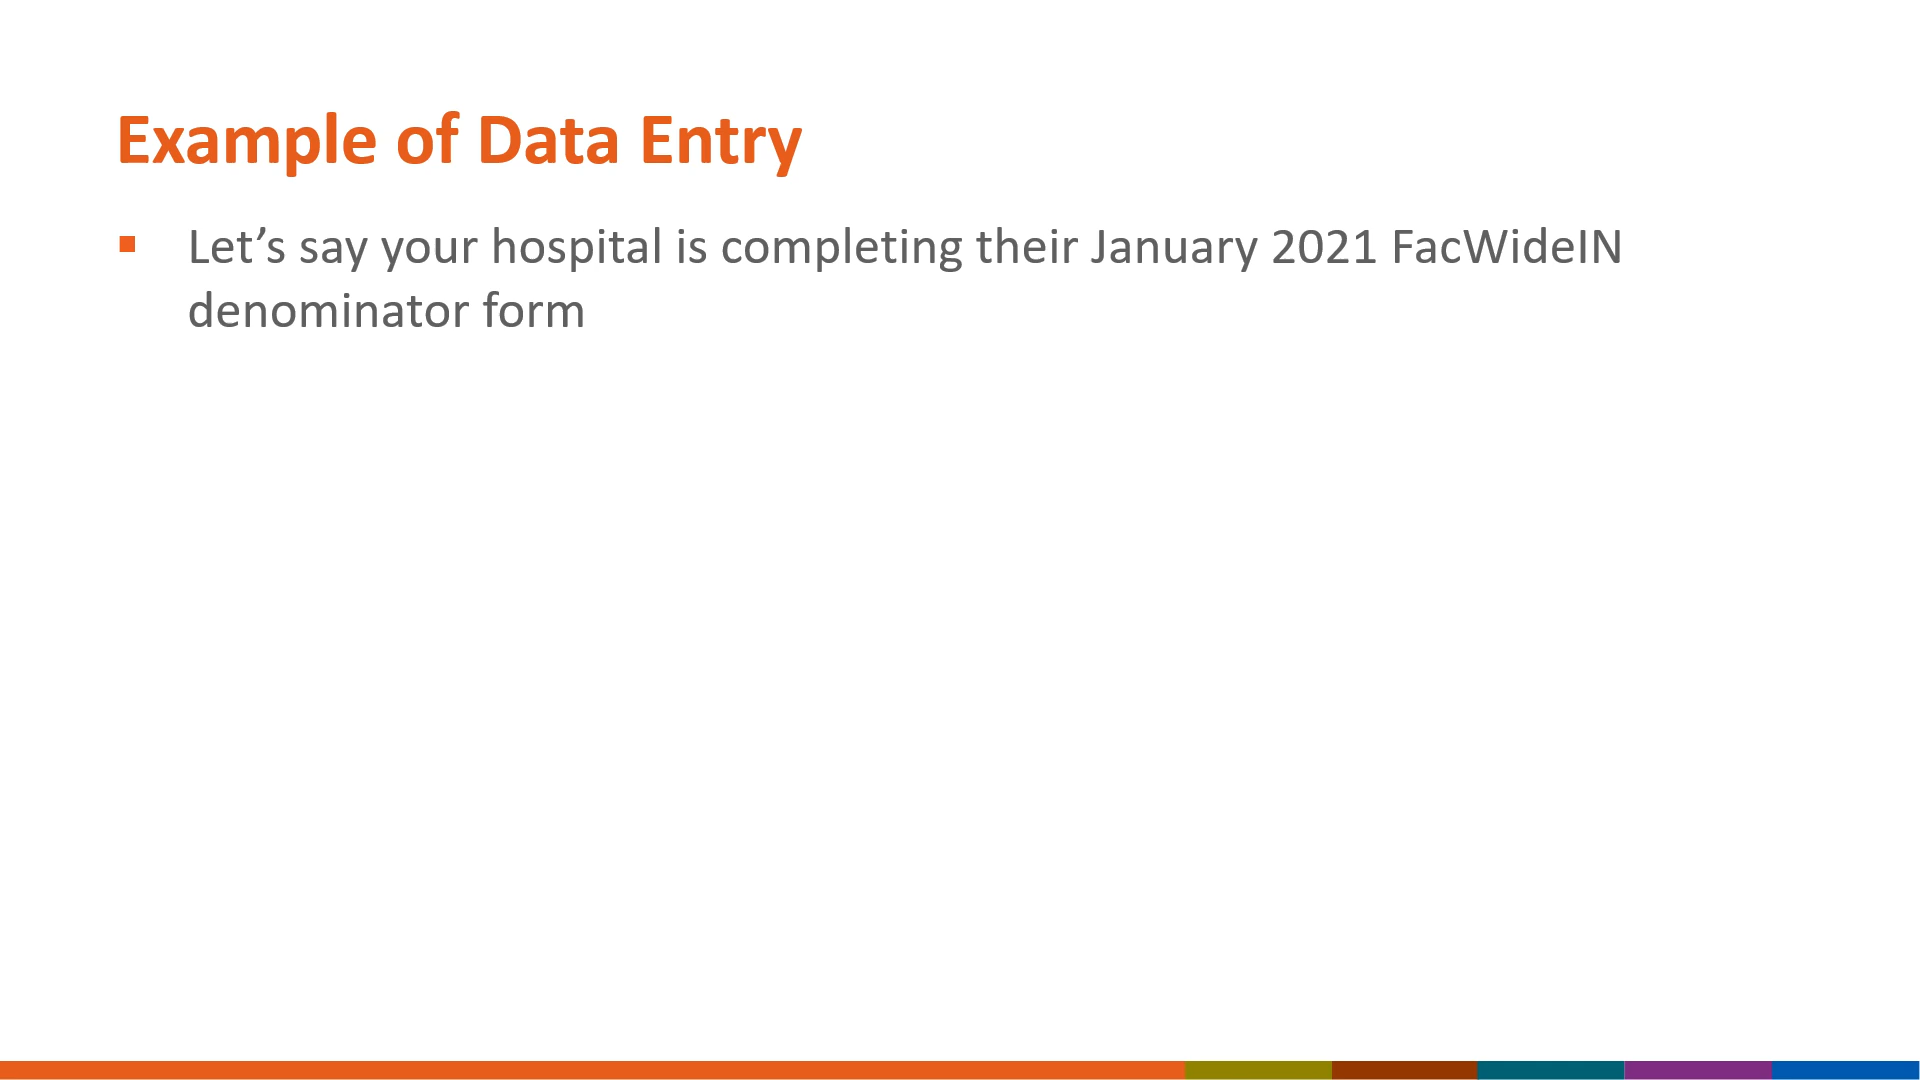 Example of Data Entry
Let’s say your hospital is completing their January 2021 FacWideIN
denominator form